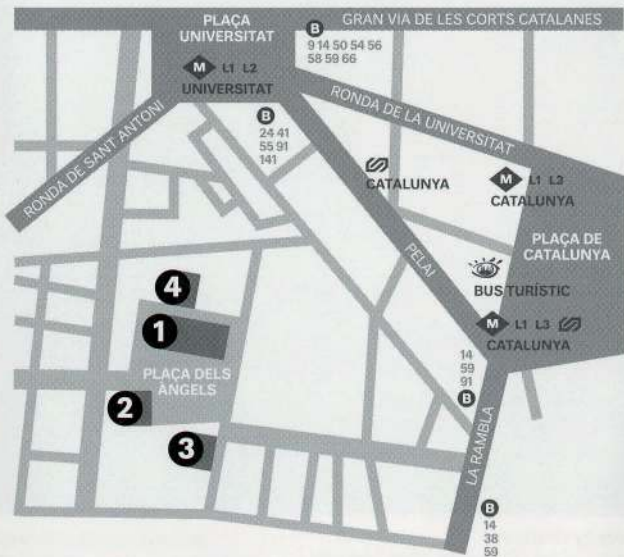 PLAÇA
UNIVERSITAT
M L1 L2
UNIVERSITAT
GRAN VIA DE LES CORTS CATALANES
B
9 14 50 54 56
58 59 66
B
24 41
55 91
141
RONDA DE SANT ANTONI
RONDA DE LA UNIVERSITAT
CATALUNYA
M L1 L3
CATALUNYA
PLAÇA DE
CATALUNYA
PELAI
BUS TURÍSTIC
M L1 L3
CATALUNYA
4
1
PLAÇA DELS
ÀNGELS
2
3
14
59
91
B
LA RAMBLA
B
14
38
59